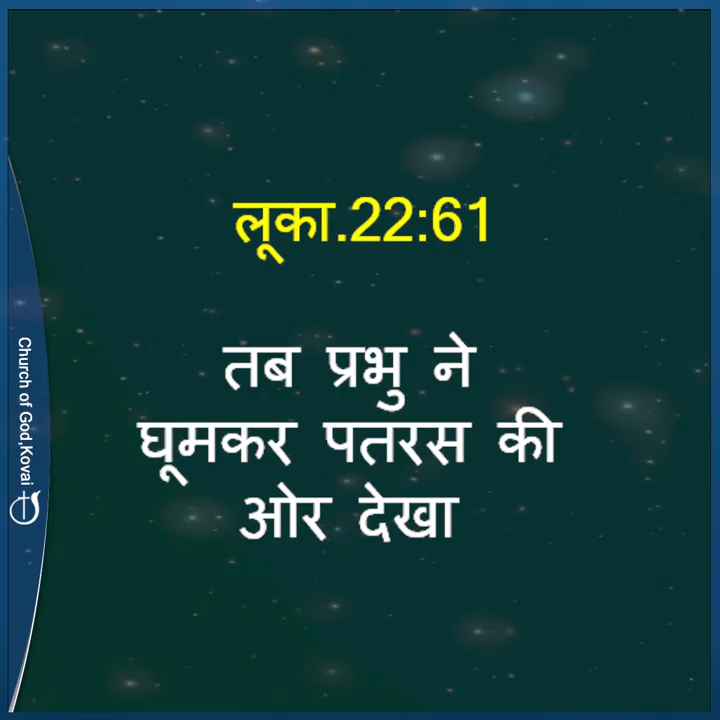 लूका.22:61
तब प्रभु ने
घूमकर पतरस की
ओर देखा
Church of God,Kovai